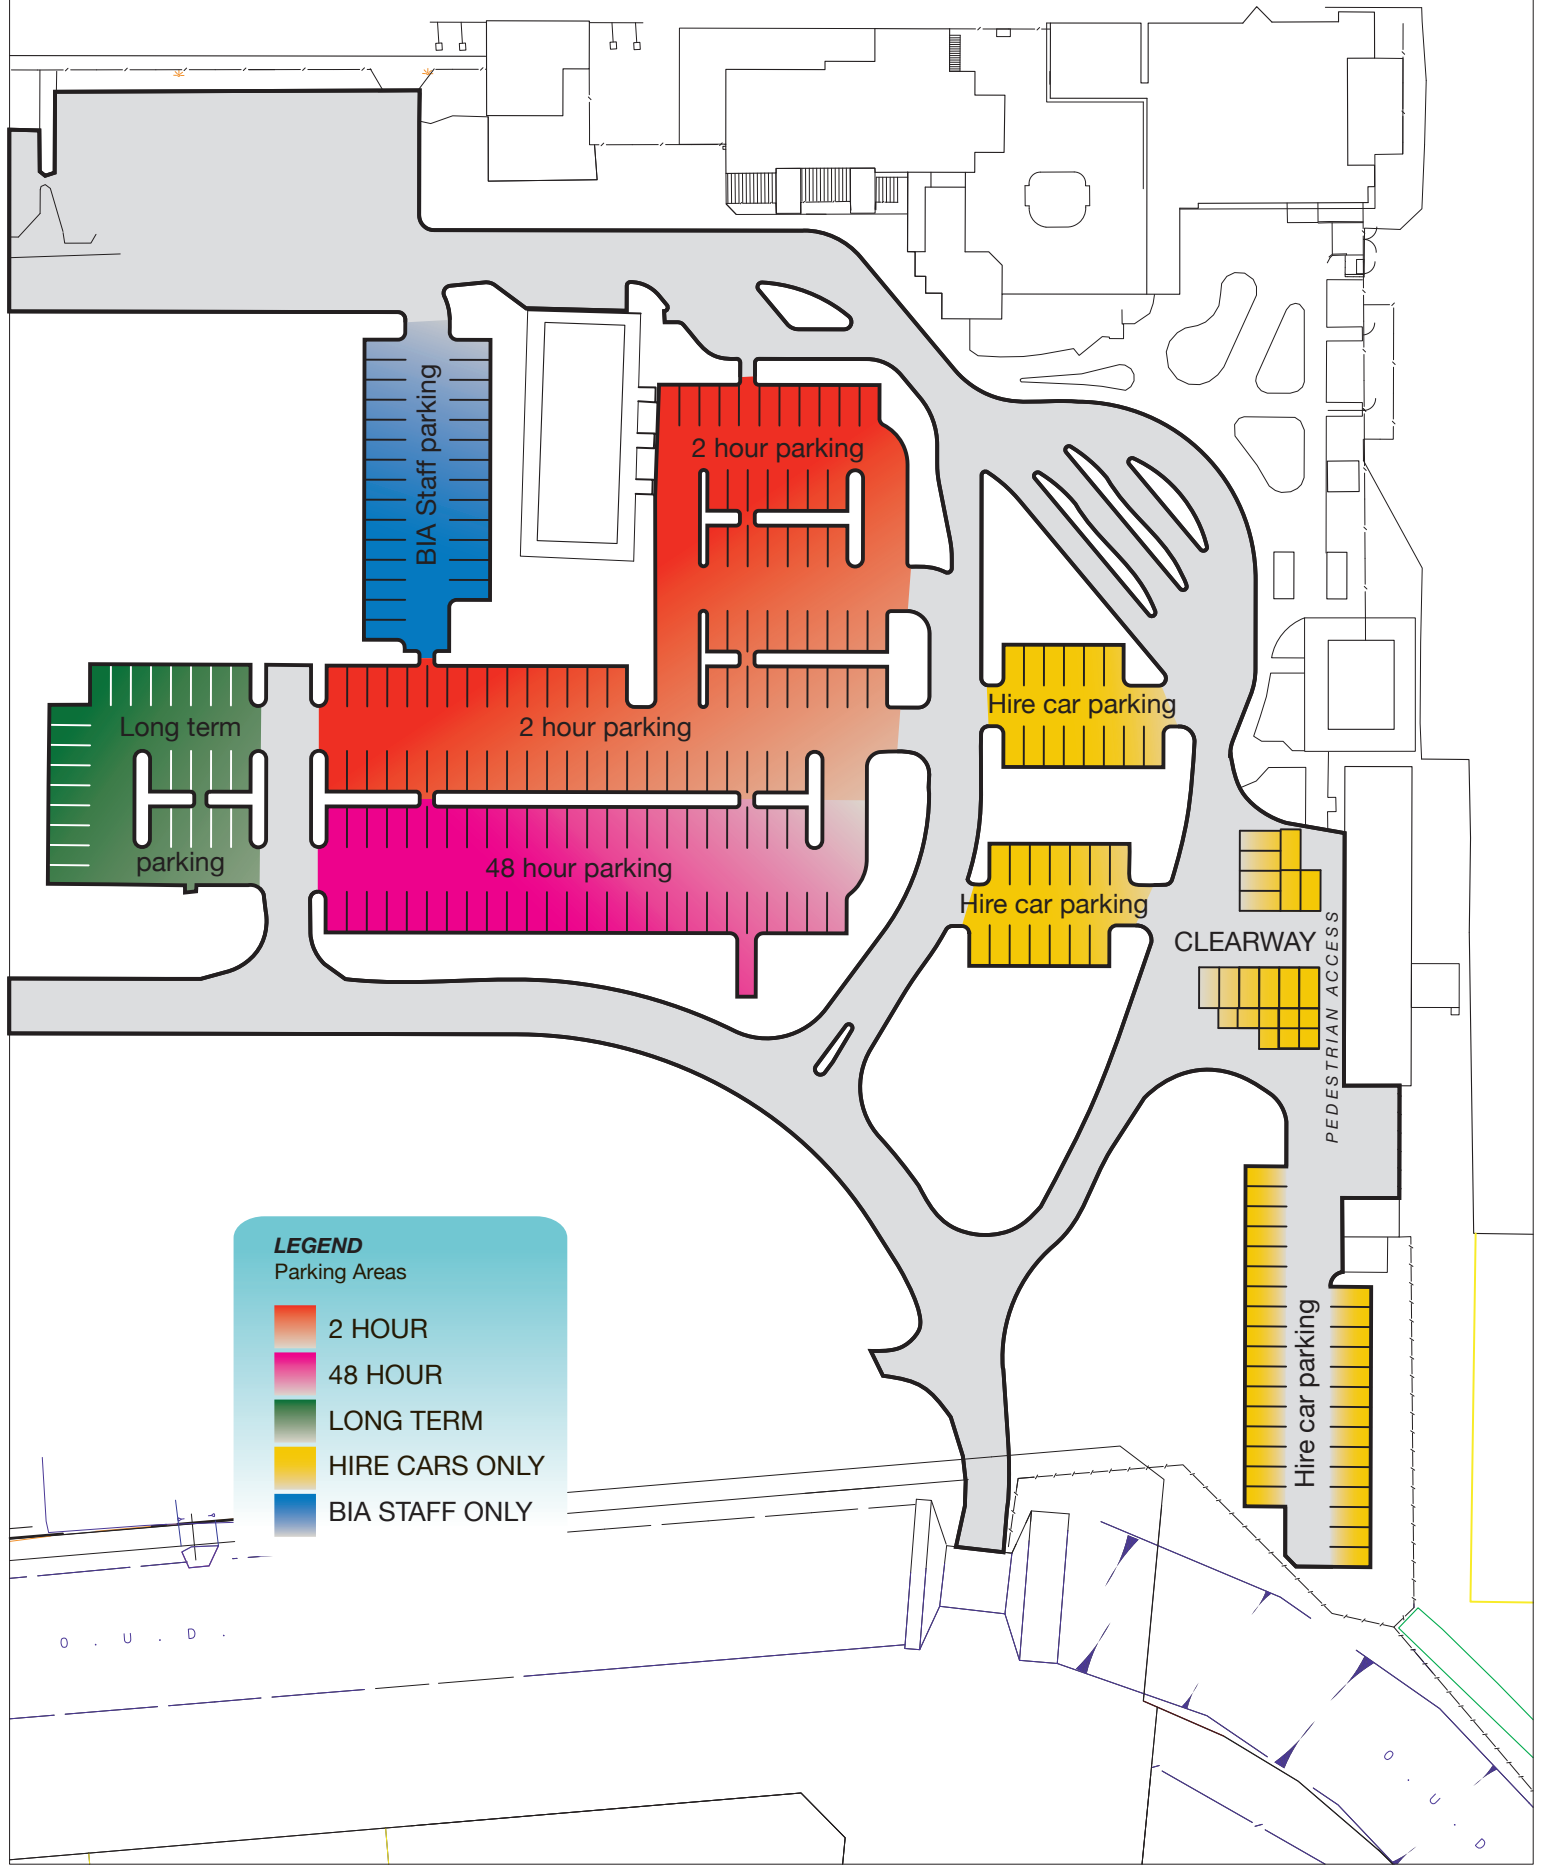 BIA Staff parking
2 hour parking
Hire car parking
Long term
2 hour parking
parking
48 hour parking
Hire car parking
CLEARWAY
PEDESTRIAN ACCESS
LEGEND
Parking Areas
2 HOUR
48 HOUR
LONG TERM
HIRE CARS ONLY
BIA STAFF ONLY
Hire car parking
O . U . D .
O . U . D